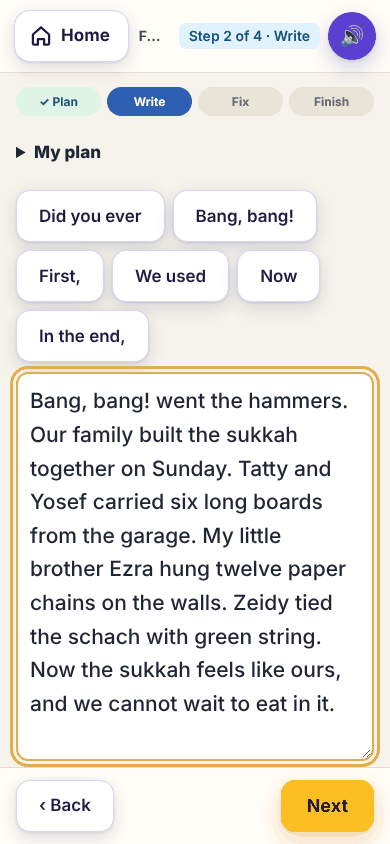 Home F... Step 2 of 4 · Write
✓ Plan Write Fix Finish
▶ My plan
Did you ever Bang, bang!
First, We used Now
In the end,
Bang, bang! went the hammers.
Our family built the sukkah
together on Sunday. Tatty and
Yosef carried six long boards
from the garage. My little
brother Ezra hung twelve paper
chains on the walls. Zeidy tied
the schach with green string.
Now the sukkah feels like ours,
and we cannot wait to eat in it.
‹ Back Next